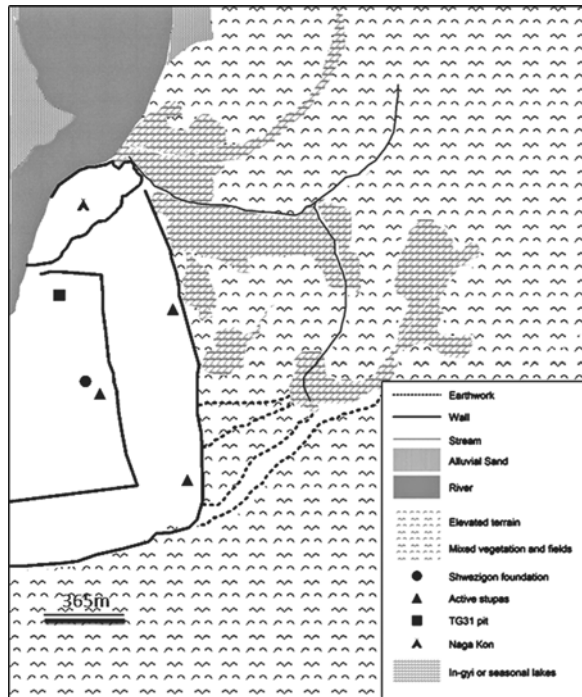 Earthwork
Wall
Stream
Alluvial Sand
River
Elevated terrain
Mixed vegetation and fields
Shwezigon foundation
Active stupas
TG31 pit
Naga Kon
In-gyi or seasonal lakes
365m